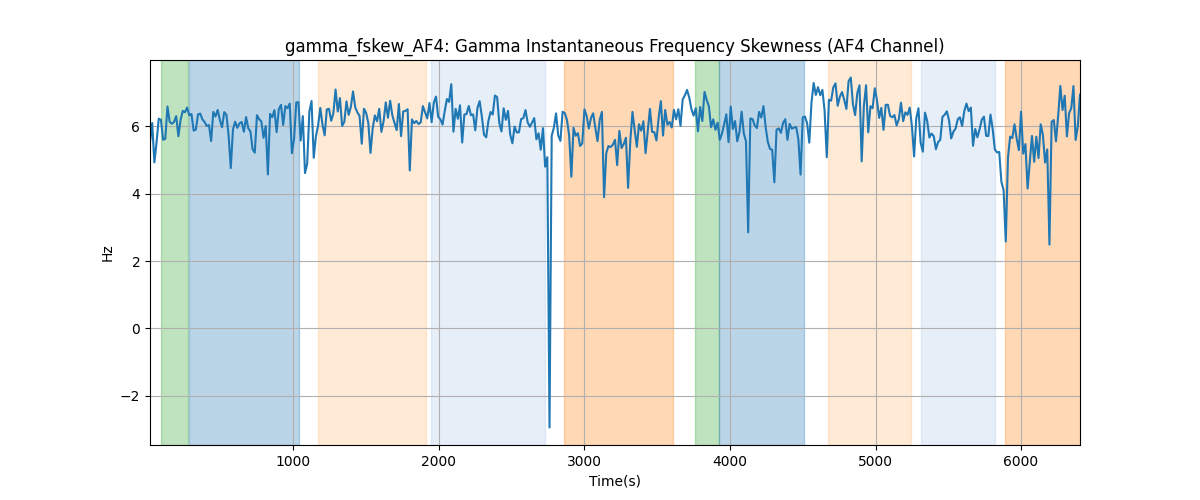 gamma_fskew_AF4: Gamma Instantaneous Frequency Skewness (AF4 Channel)
Hz
6
4
2
0
−2
1000 2000 3000 4000 5000 6000
Time(s)